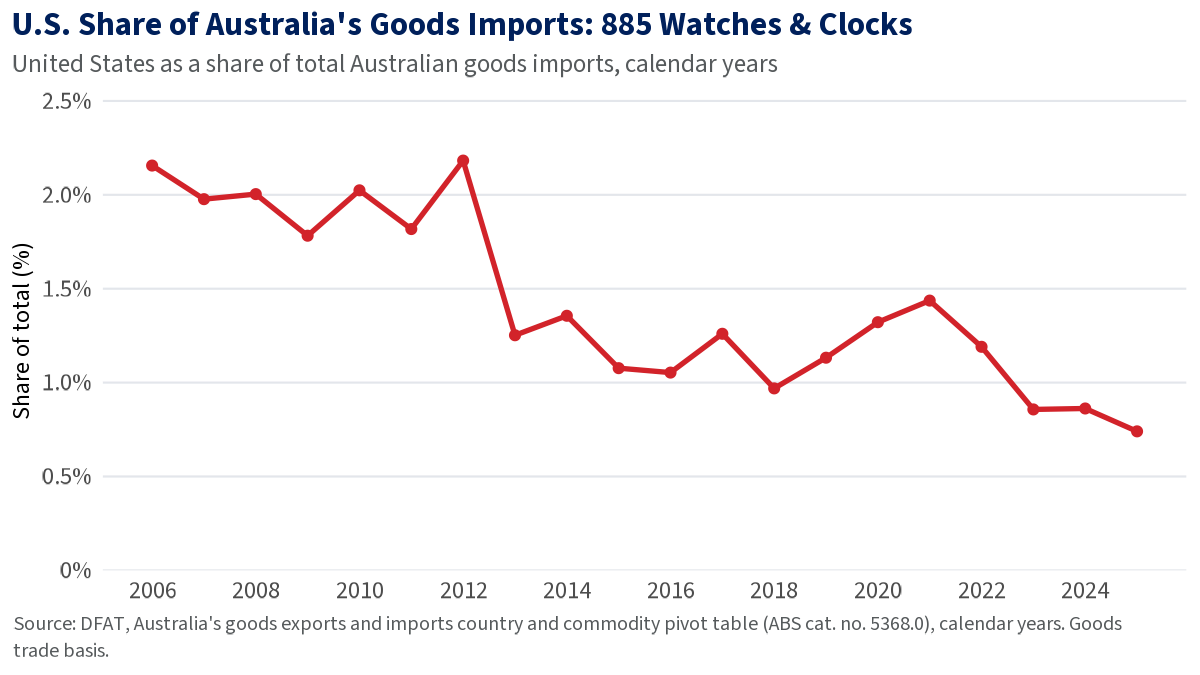 U.S. Share of Australia's Goods Imports: 885 Watches & Clocks
United States as a share of total Australian goods imports, calendar years
Share of total (%)
2.5%
2.0%
1.5%
1.0%
0.5%
0%
2006 2008 2010 2012 2014 2016 2018 2020 2022 2024
Source: DFAT, Australia's goods exports and imports country and commodity pivot table (ABS cat. no. 5368.0), calendar years. Goods
trade basis.